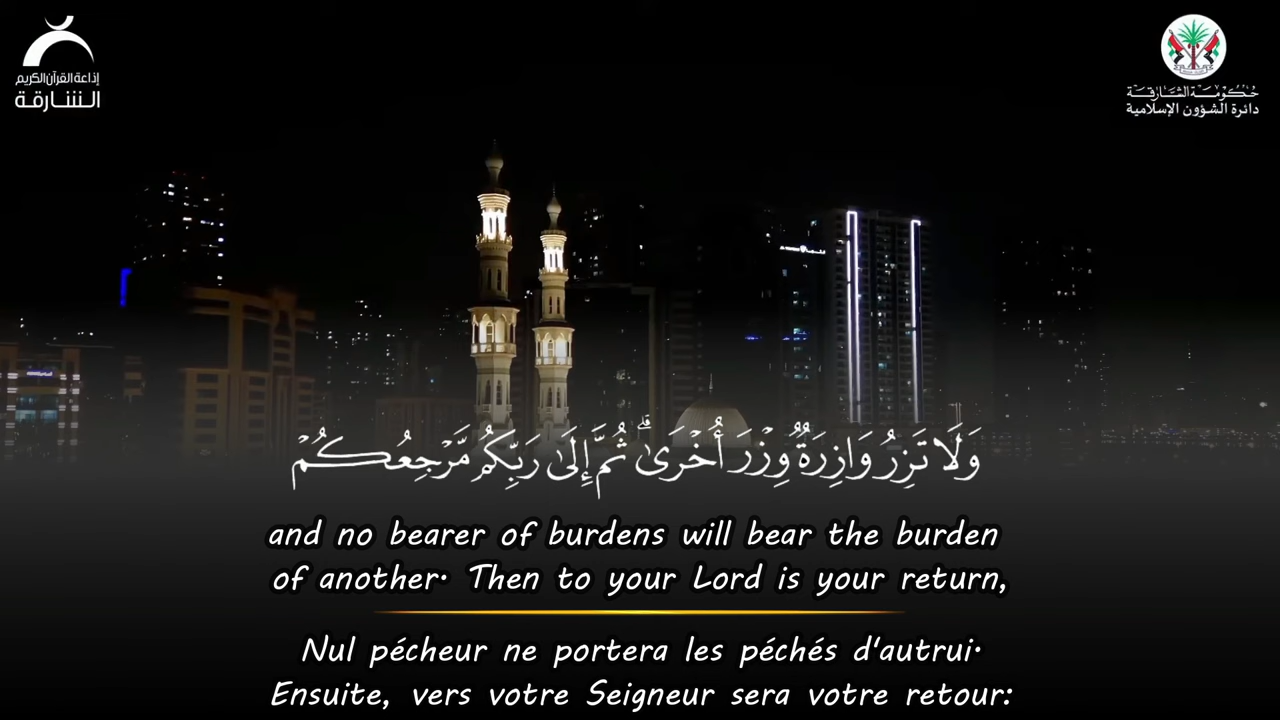 إذاعة القرآن الكريم
الشارقة
حكومة الشارقة
دائرة الشؤون الإسلامية
وَلَا تَزِرُ وَازِرَةٌ وِزْرَ أُخْرَىٰ ۗ ثُمَّ إِلَىٰ رَبِّكُم مَّرْجِعُكُمْ
and no bearer of burdens will bear the burden
of another. Then to your Lord is your return,
Nul pécheur ne portera les péchés d'autrui.
Ensuite, vers votre Seigneur sera votre retour: